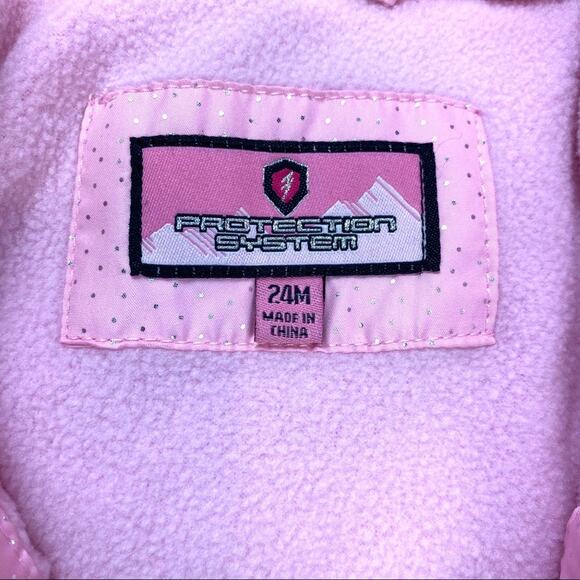 PROTECTION
SYSTEM
24M
MADE IN
CHINA